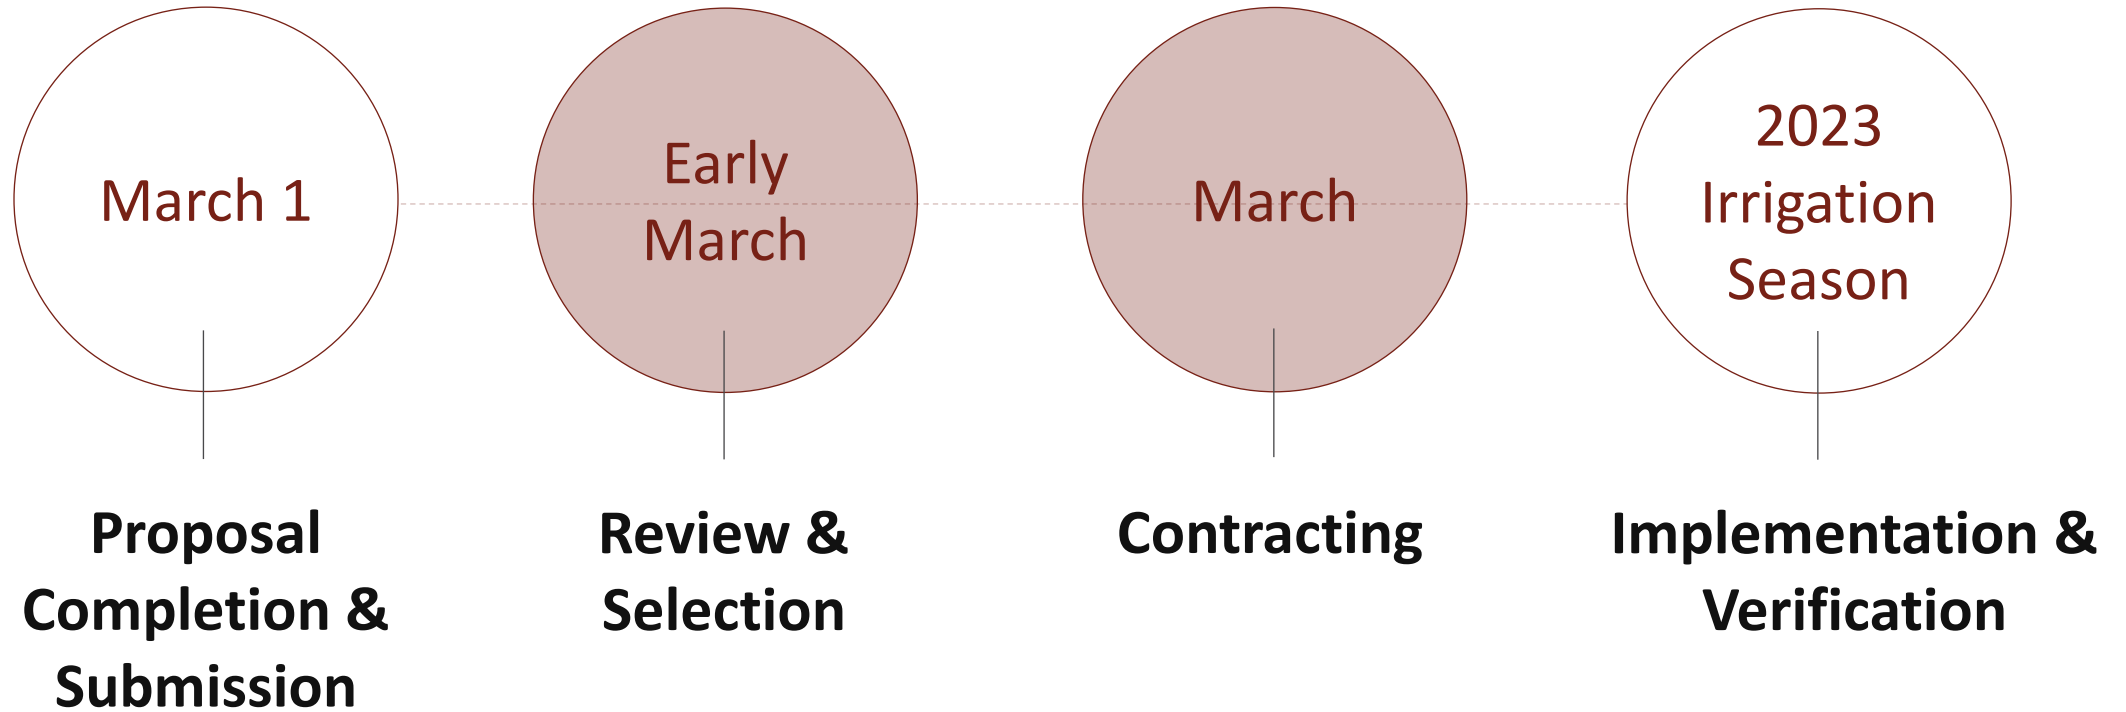 March 1
Early
March
March
2023
Irrigation
Season
Proposal
Completion &
Submission
Review &
Selection
Contracting
Implementation &
Verification